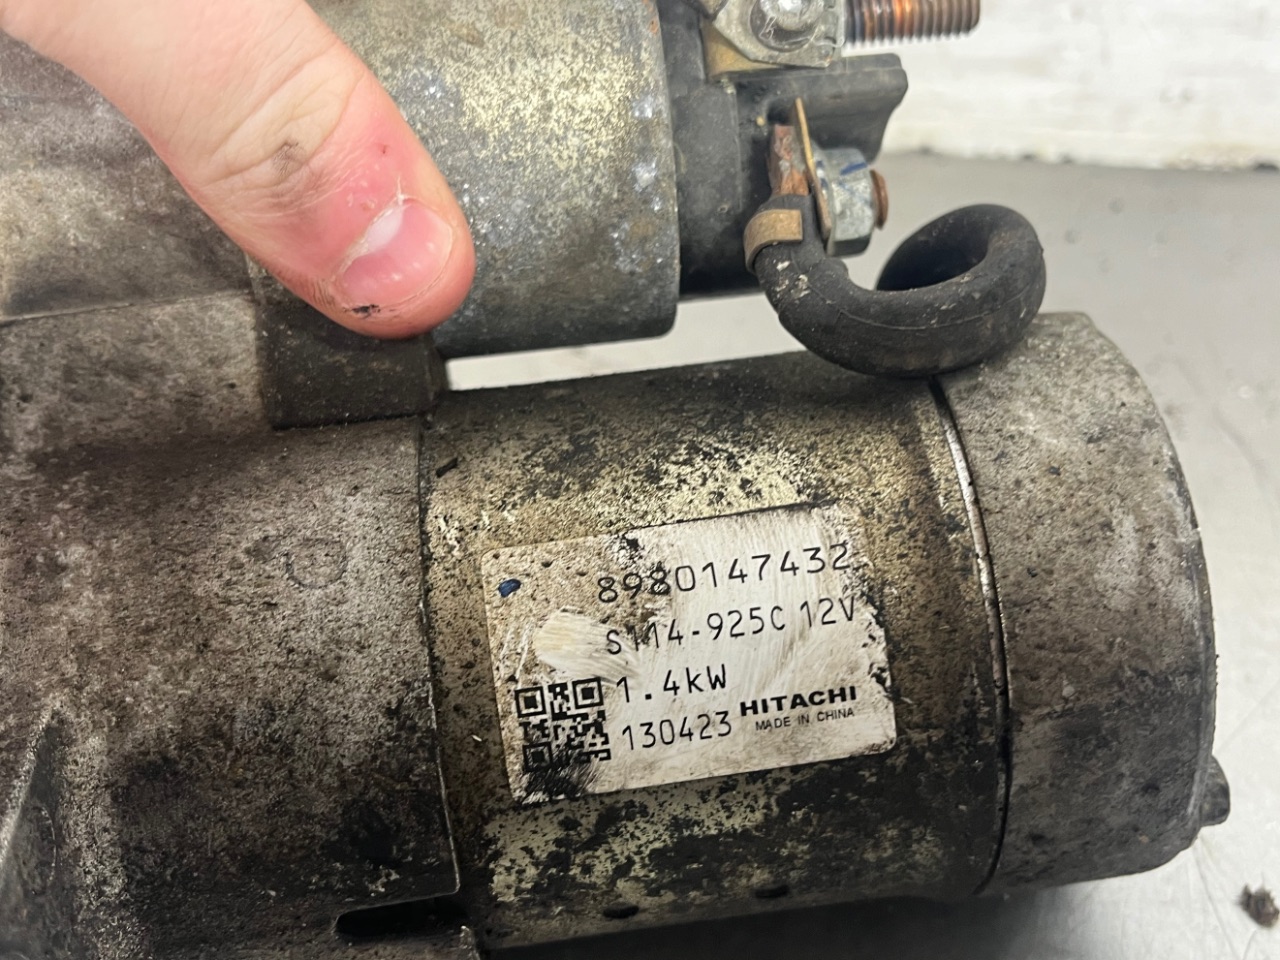 8980147432
S114-925C 12V
1.4kW
130423 HITACHI
MADE IN CHINA